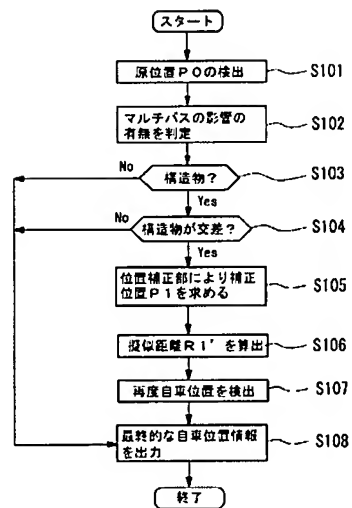 スタート
原位置P0の検出
S101
マルチパスの影響の
有無を判定
S102
構造物?
S103
No
Yes
構造物が交差?
S104
No
Yes
位置補正部により補正
位置P1を求める
S105
擬似距離R1'を算出
S106
再度自車位置を検出
S107
最終的な自車位置情報
を出力
S108
終了